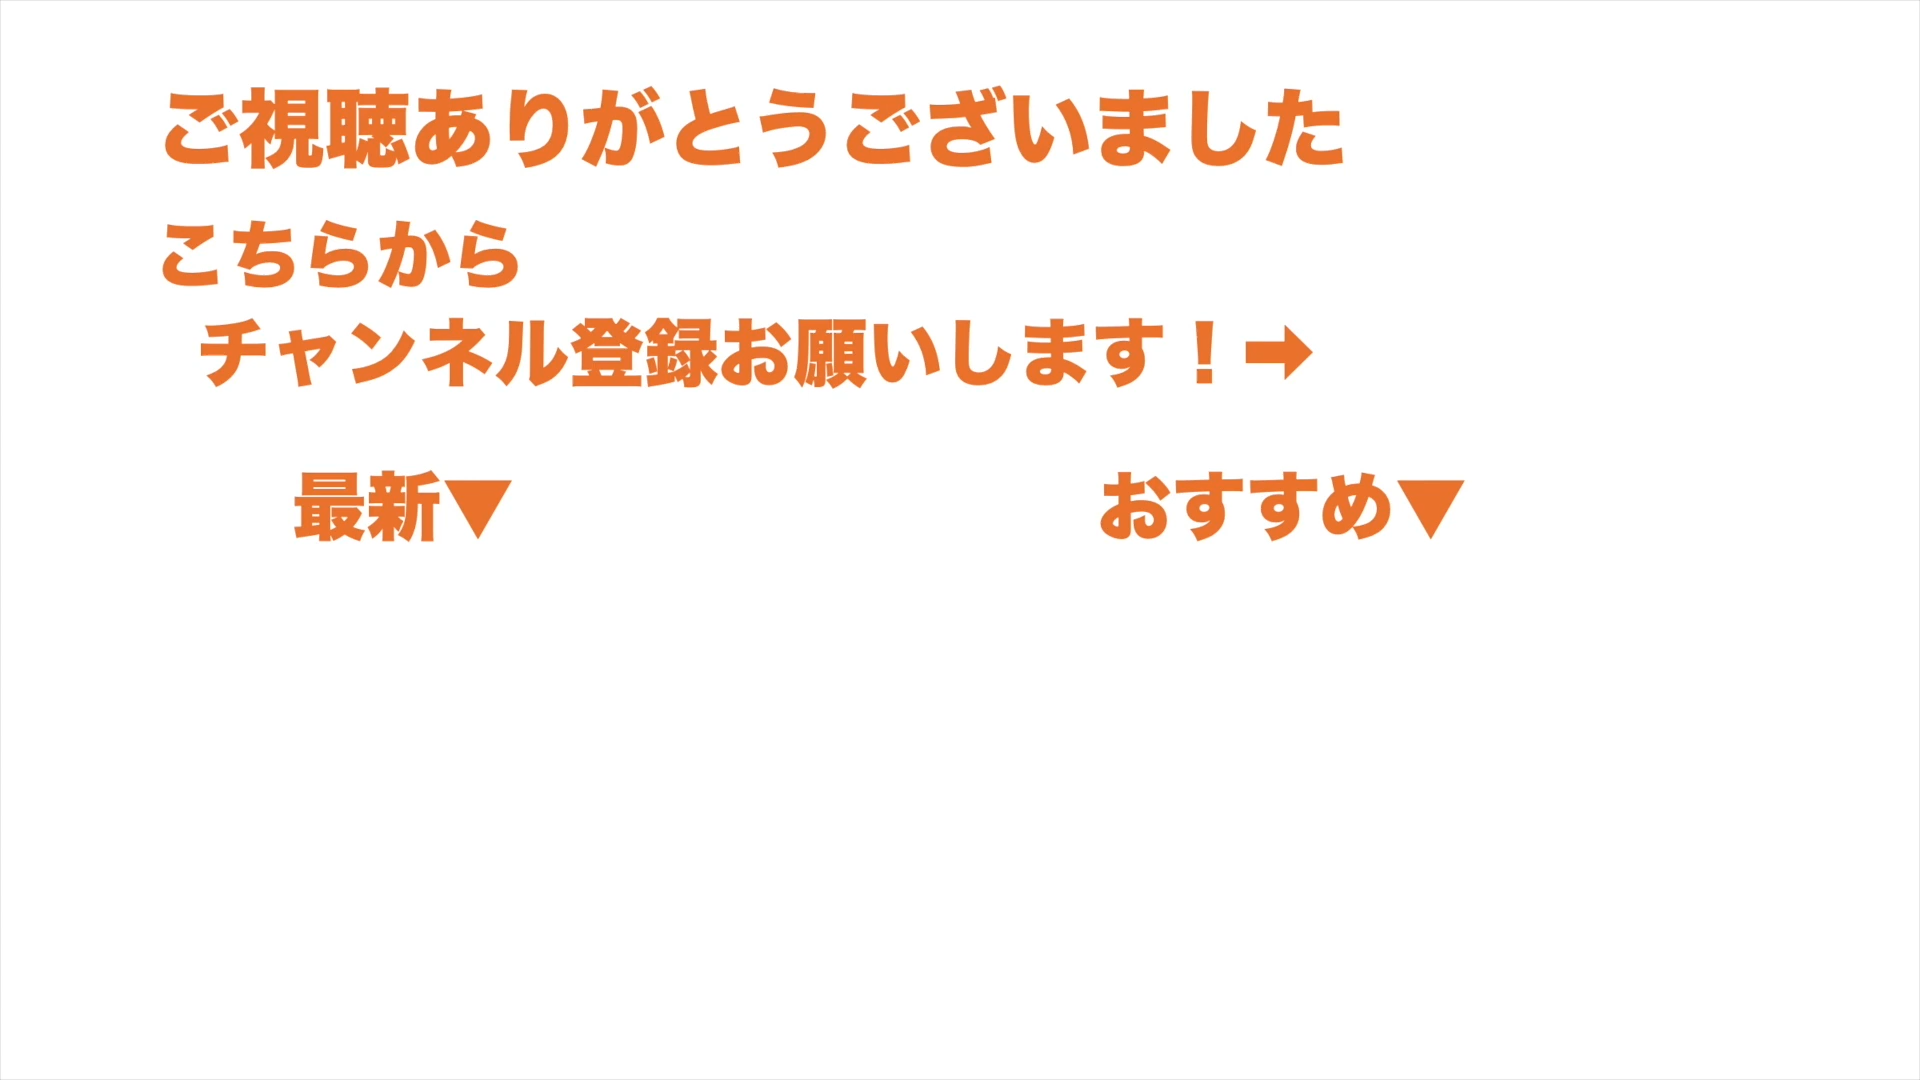 ご視聴ありがとうございました
こちらから
チャンネル登録お願いします！➡
最新▼
おすすめ▼